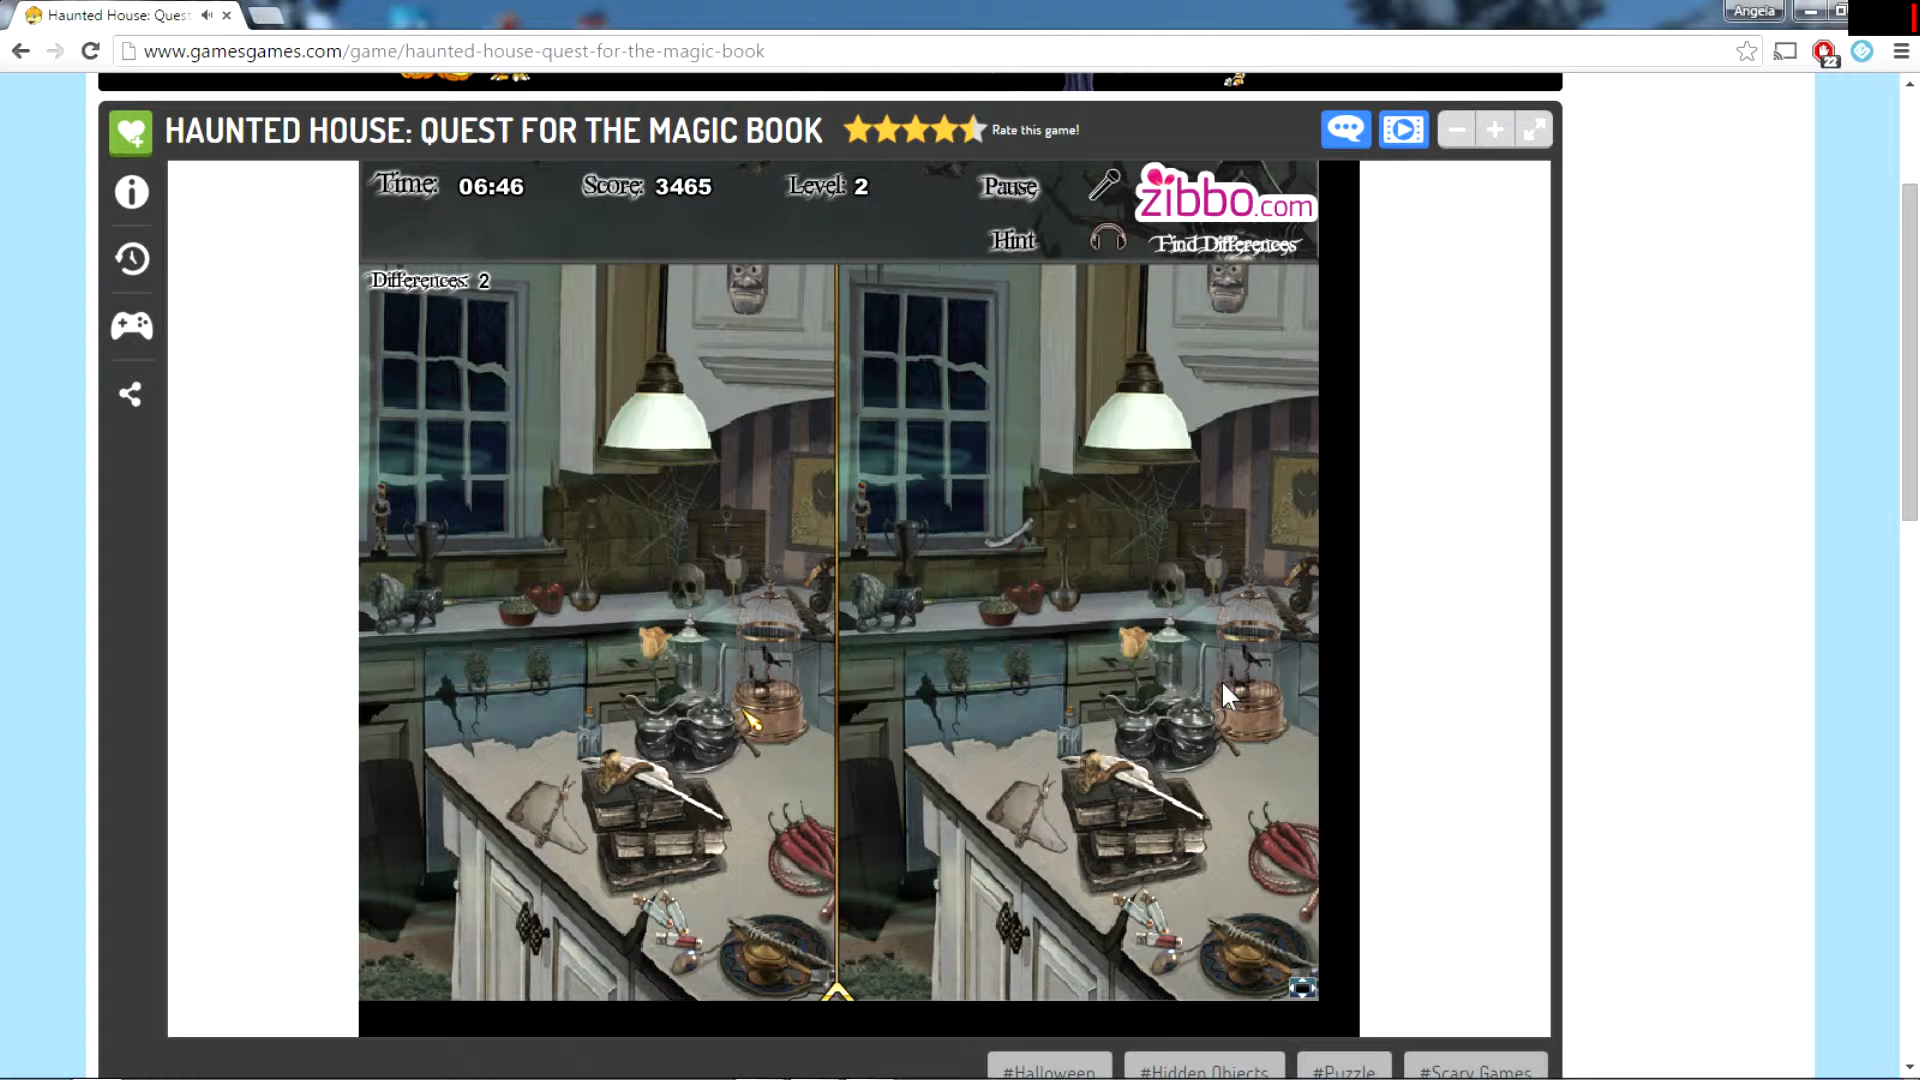 Haunted House: Quest
Angela
www.gamesgames.com/game/haunted-house-quest-for-the-magic-book
22
HAUNTED HOUSE: QUEST FOR THE MAGIC BOOK
Rate this game!
Time: 06:46
Score: 3465
Level: 2
Pause
zibbo.com
Hint
Find Differences
Differences: 2
#Halloween
#Hidden Objects
#Puzzle
#Scary Games